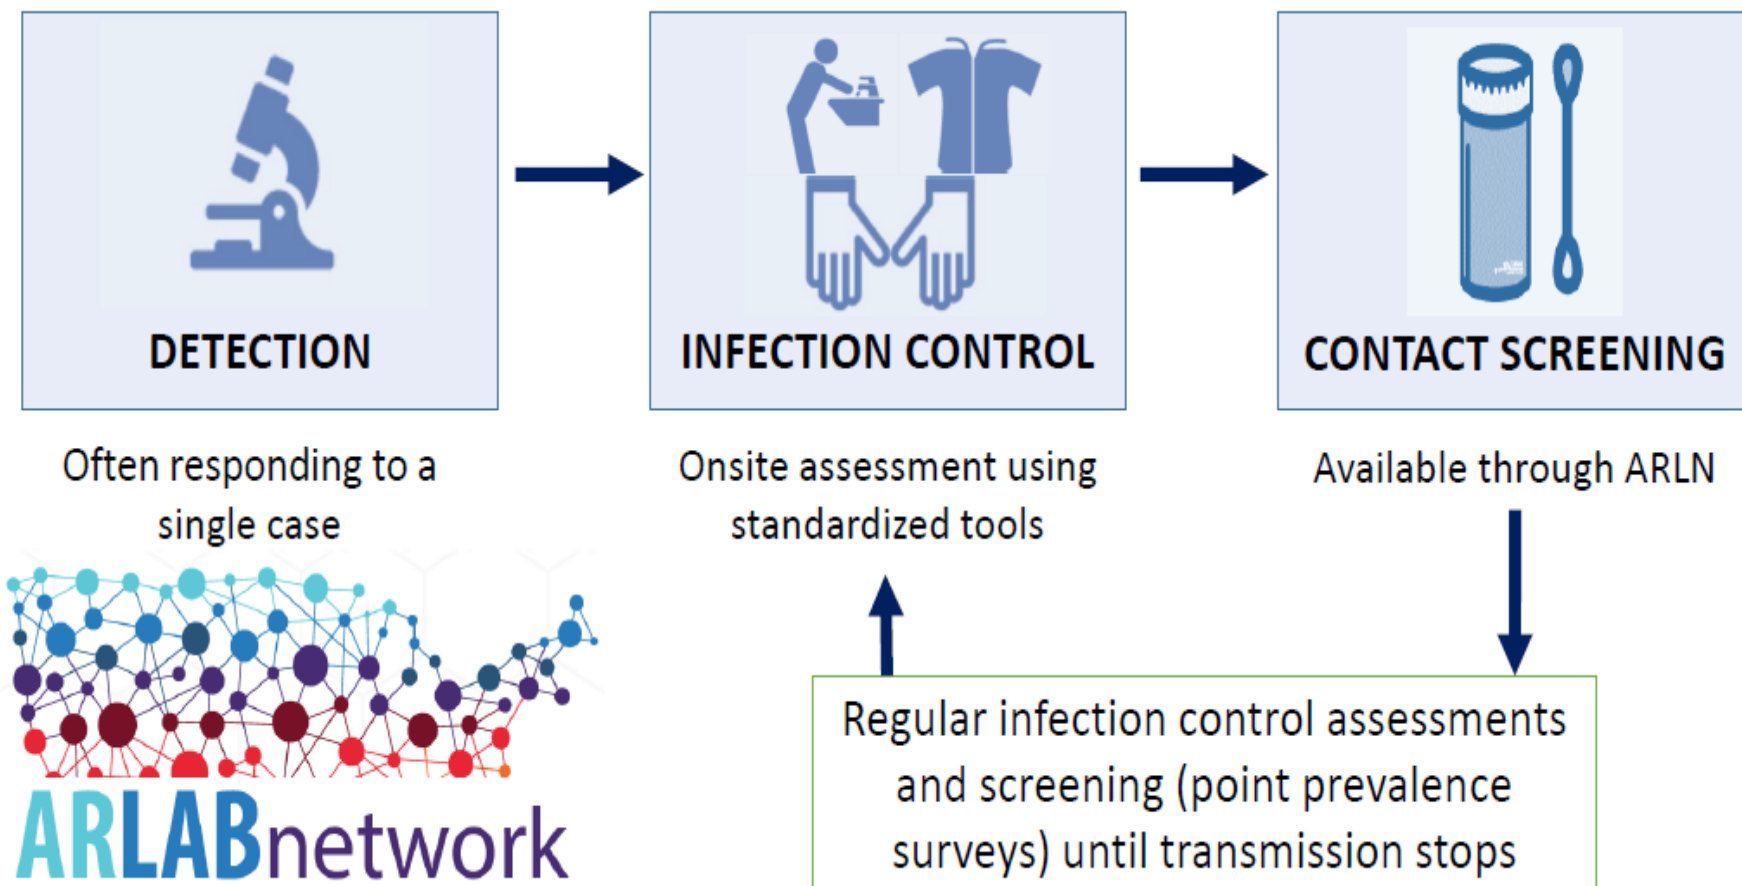 DETECTION
Often responding to a
single case
INFECTION CONTROL
Onsite assessment using
standardized tools
CONTACT SCREENING
Available through ARLN
Regular infection control assessments
and screening (point prevalence
surveys) until transmission stops
ARLABnetwork